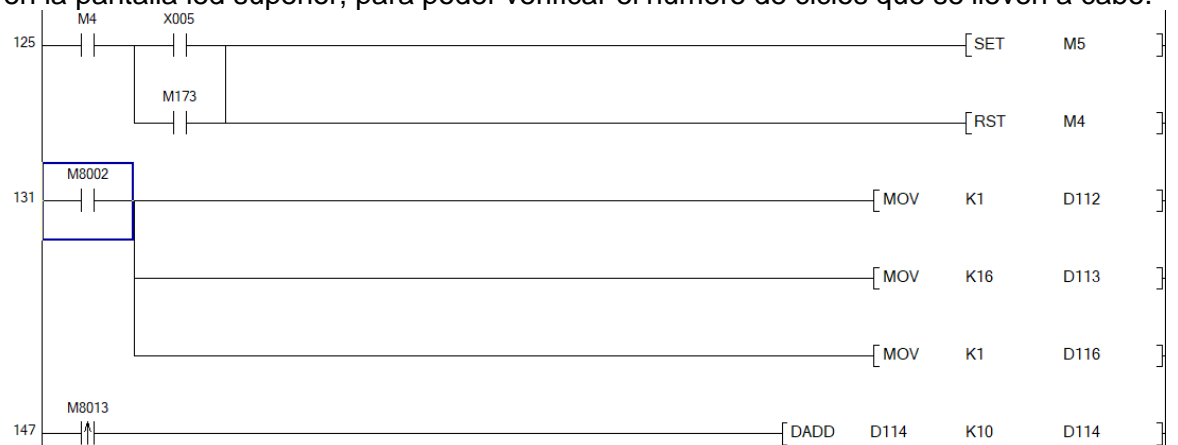 en la pantalla led superior, para poder verificar el número de ciclos que se lleven a cabo.
M4 X005
125 SET M5
M173
RST M4
M8002
131 MOV K1 D112
MOV K16 D113
MOV K1 D116
M8013
147 DADD D114 K10 D114